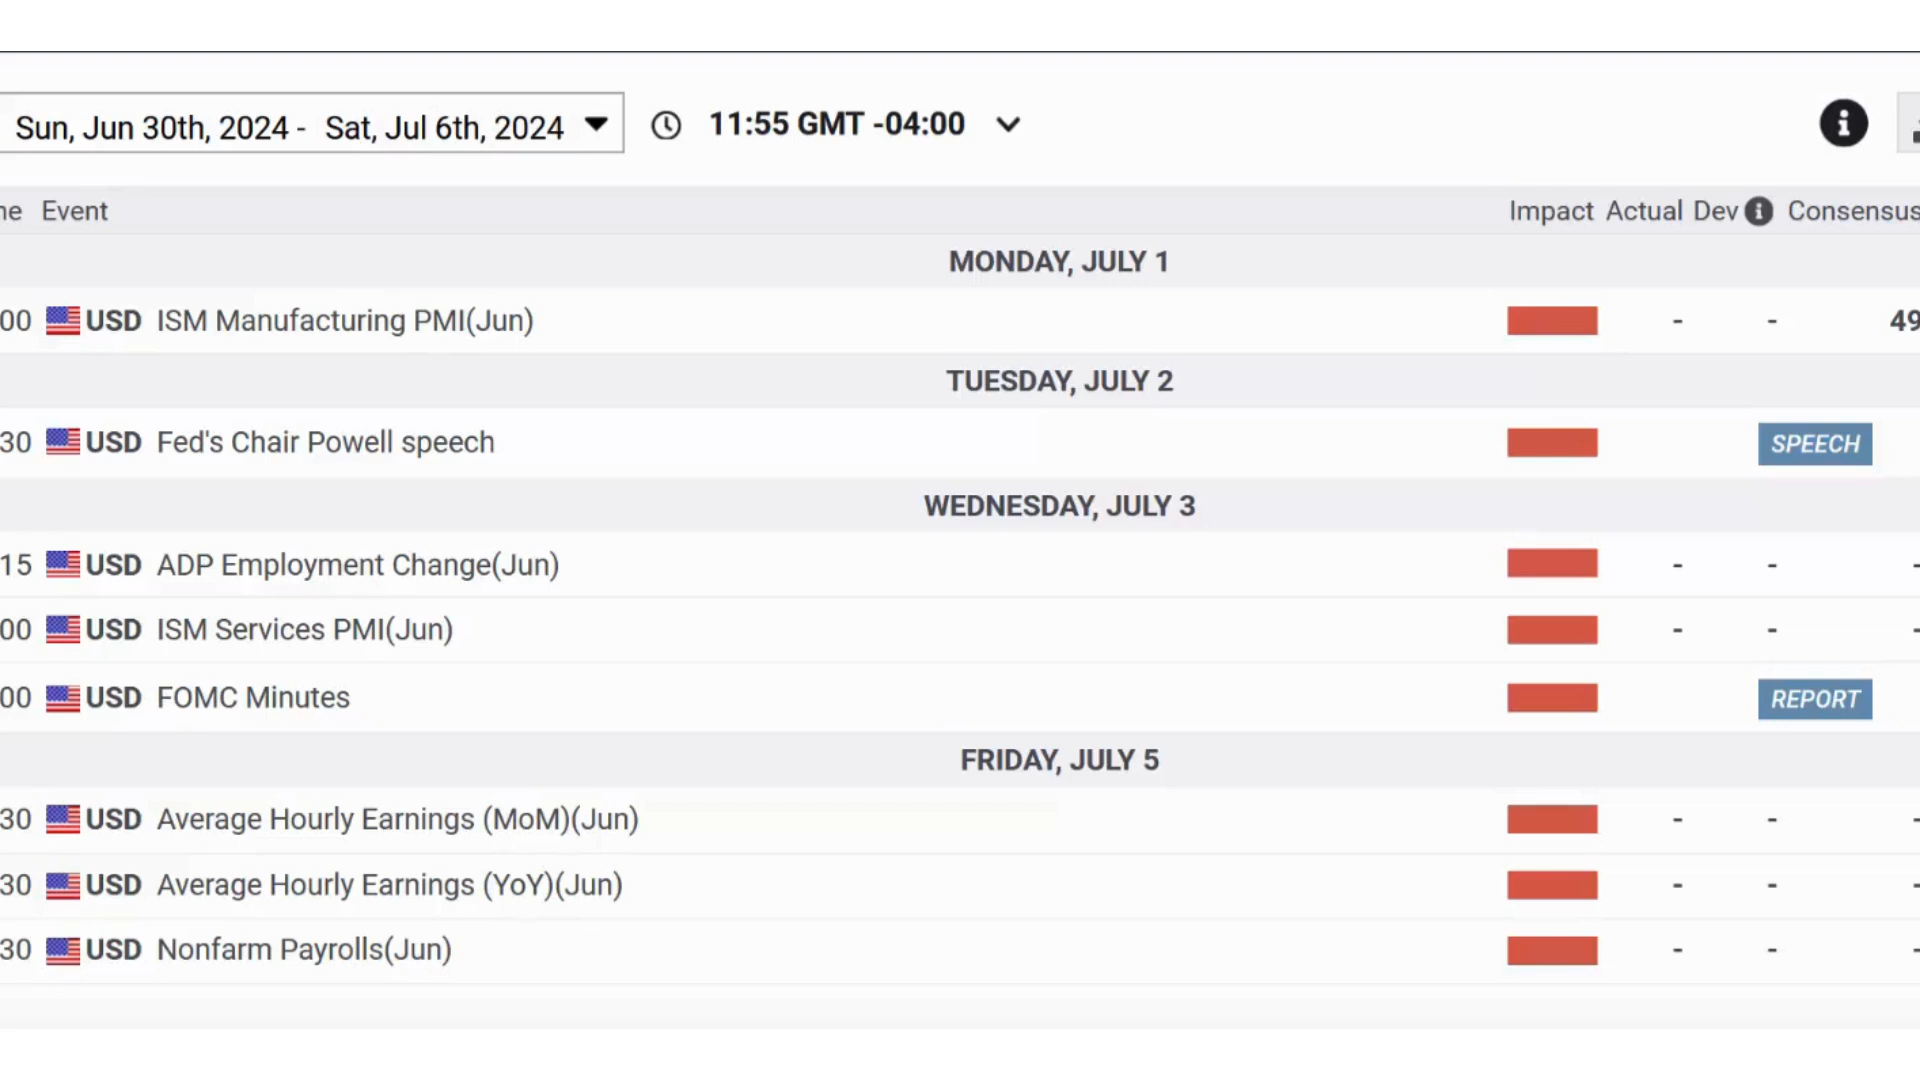 Sun, Jun 30th, 2024 - Sat, Jul 6th, 2024 11:55 GMT -04:00
Event Impact Actual Dev Consensus
MONDAY, JULY 1
00 USD ISM Manufacturing PMI(Jun) - - 49
TUESDAY, JULY 2
30 USD Fed's Chair Powell speech SPEECH
WEDNESDAY, JULY 3
15 USD ADP Employment Change(Jun) - - -
00 USD ISM Services PMI(Jun) - - -
00 USD FOMC Minutes REPORT
FRIDAY, JULY 5
30 USD Average Hourly Earnings (MoM)(Jun) - - -
30 USD Average Hourly Earnings (YoY)(Jun) - - -
30 USD Nonfarm Payrolls(Jun) - - -